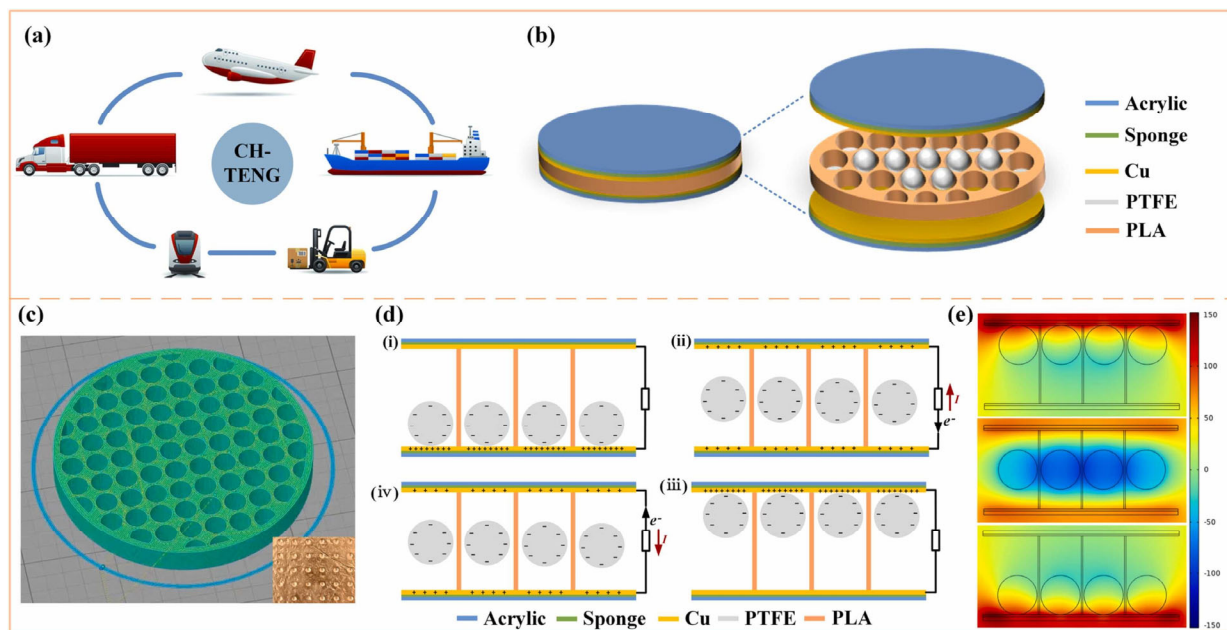 (a)
CH-
TENG
(b)
Acrylic
Sponge
Cu
PTFE
PLA
(c)
(d)
(i)
(ii)
I
e-
(iv)
e-
I
(iii)
Acrylic Sponge Cu PTFE PLA
(e)
150
100
50
0
-50
-100
-150